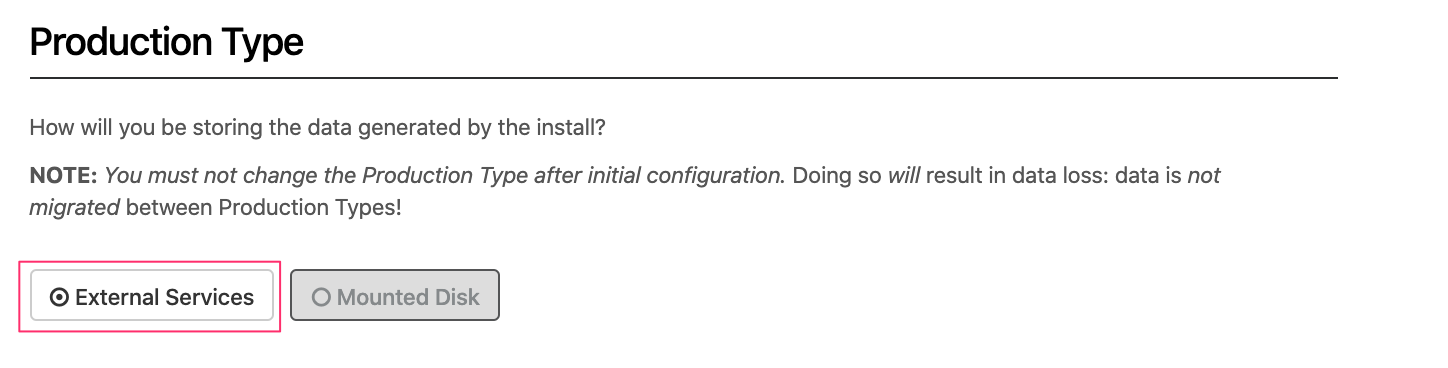 Production Type
How will you be storing the data generated by the install?
NOTE: You must not change the Production Type after initial configuration. Doing so will result in data loss: data is not
migrated between Production Types!
External Services Mounted Disk